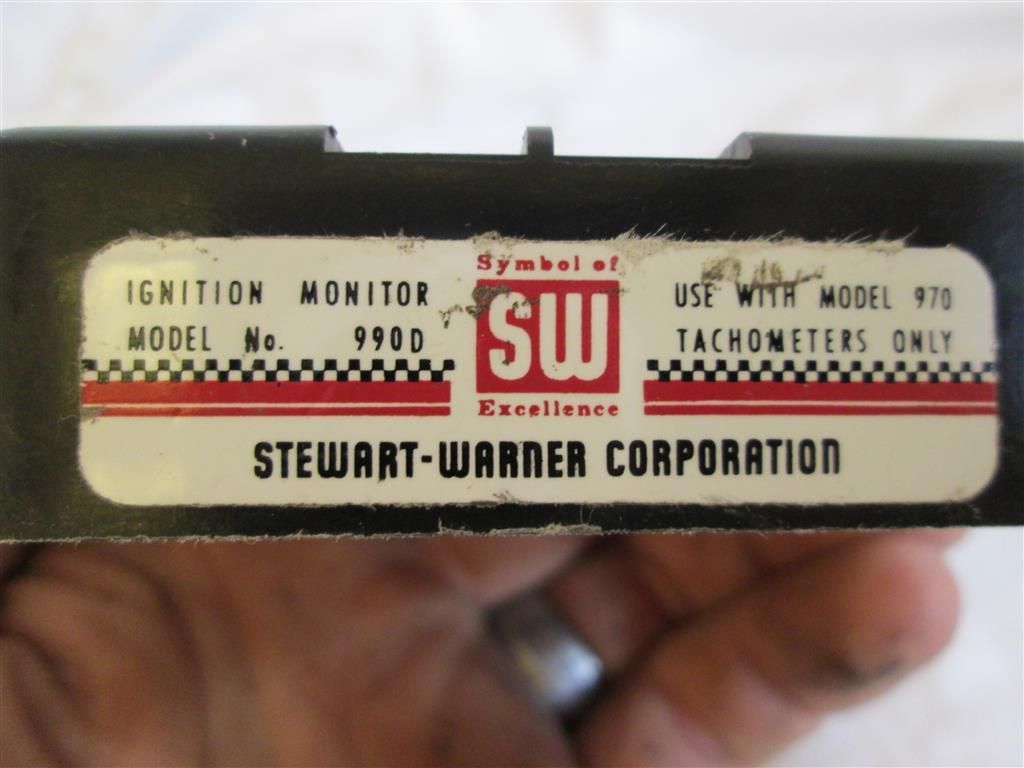 IGNITION MONITOR
MODEL No. 990D
Symbol of
SW
Excellence
USE WITH MODEL 970
TACHOMETERS ONLY
STEWART-WARNER CORPORATION